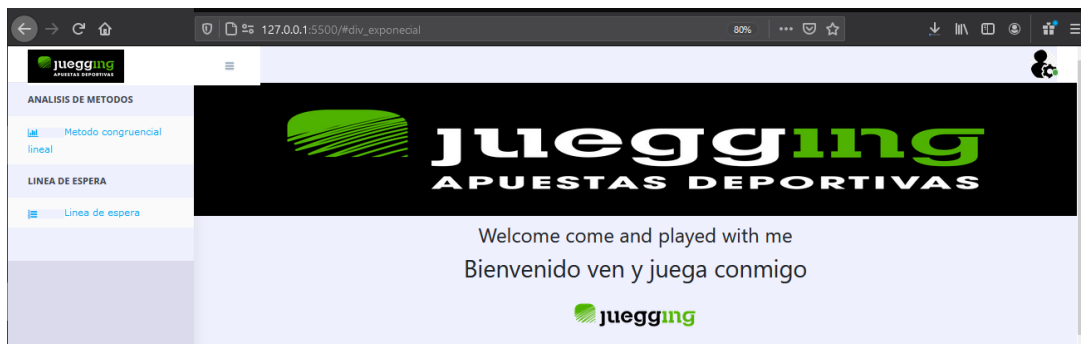 127.0.0.1:5500/#div_exponecial
80%
juegging
APUESTAS DEPORTIVAS
ANALISIS DE METODOS
Metodo congruencial
lineal
LINEA DE ESPERA
Linea de espera
juegging
APUESTAS DEPORTIVAS
Welcome come and played with me
Bienvenido ven y juega conmigo
juegging